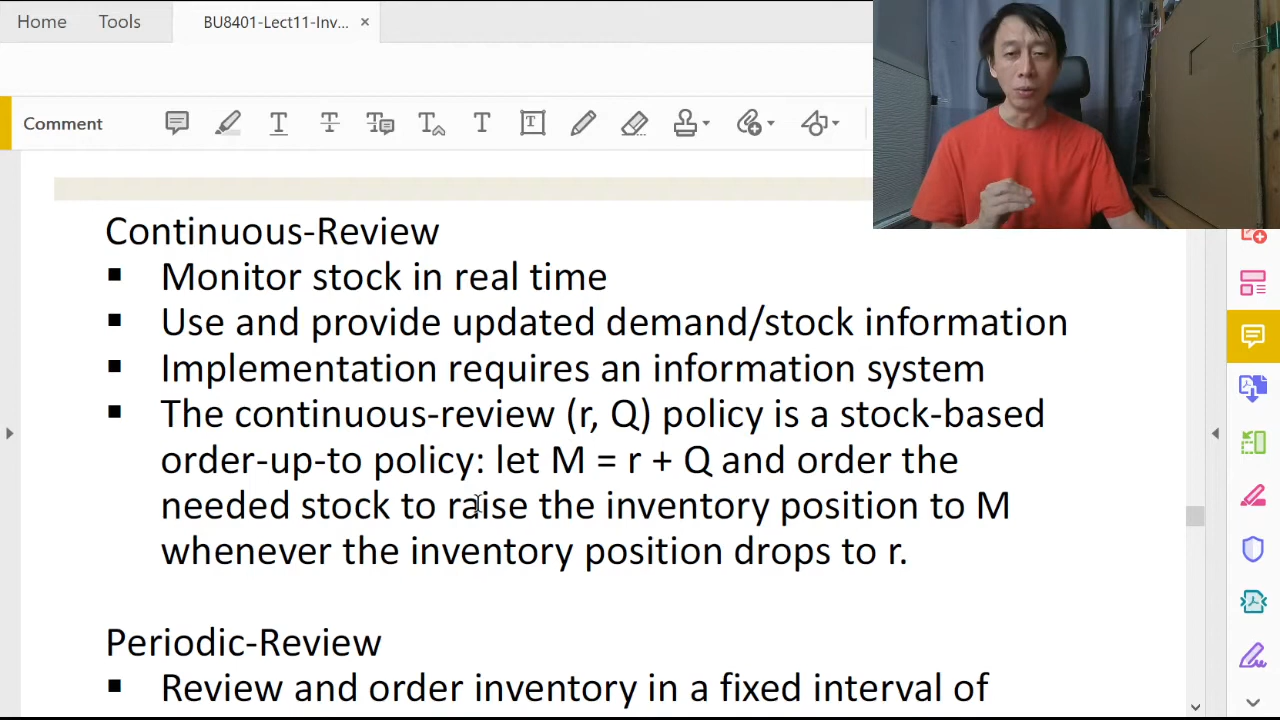 Home Tools BU8401-Lect11-Inv... ×
Comment
Continuous-Review
▪ Monitor stock in real time
▪ Use and provide updated demand/stock information
▪ Implementation requires an information system
▪ The continuous-review (r, Q) policy is a stock-based
order-up-to policy: let M = r + Q and order the
needed stock to raise the inventory position to M
whenever the inventory position drops to r.
Periodic-Review
▪ Review and order inventory in a fixed interval of